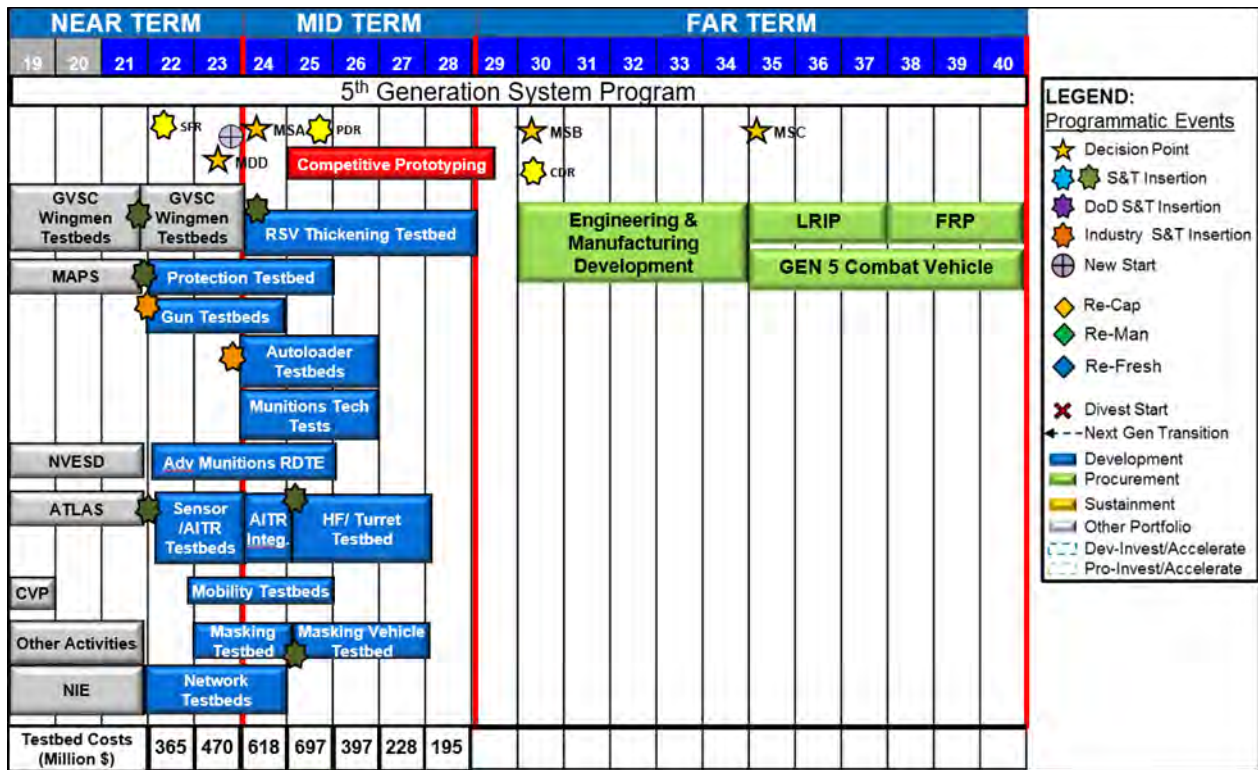 NEAR TERM MID TERM FAR TERM
19 20 21 22 23 24 25 26 27 28 29 30 31 32 33 34 35 36 37 38 39 40
5th Generation System Program
SFR MSA PDR MSB MSC
MDD Competitive Prototyping CDR
GVSC
Wingmen
Testbeds
GVSC
Wingmen
Testbeds
RSV Thickening Testbed
Engineering &
Manufacturing
Development
LRIP FRP
GEN 5 Combat Vehicle
MAPS Protection Testbed
Gun Testbeds
Autoloader
Testbeds
Munitions Tech
Tests
NVESD Adv Munitions RDTE
ATLAS
Sensor
/AITR
Testbeds
AITR
Integ.
HF/ Turret
Testbed
CVP Mobility Testbeds
Other Activities
Masking
Testbed
Masking Vehicle
Testbed
NIE
Network
Testbeds
Testbed Costs
(Million $)
365 470 618 697 397 228 195
LEGEND:
Programmatic Events
Decision Point
S&T Insertion
DoD S&T Insertion
Industry S&T Insertion
New Start
Re-Cap
Re-Man
Re-Fresh
Divest Start
Next Gen Transition
Development
Procurement
Sustainment
Other Portfolio
Dev-Invest/Accelerate
Pro-Invest/Accelerate